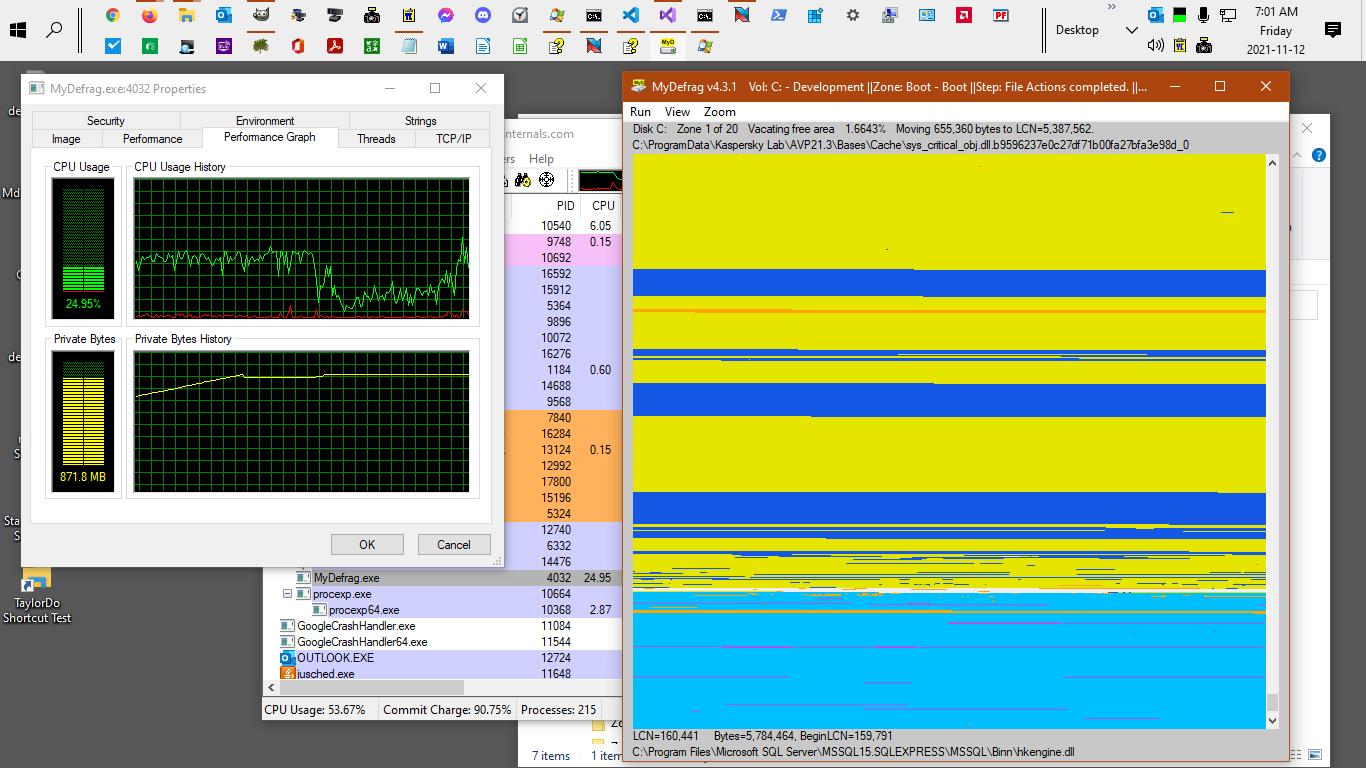 7:01 AM
Desktop
Friday
2021-11-12
MyDefrag.exe:4032 Properties
Security
Environment
Strings
Image
Performance
Performance Graph
Threads
TCP/IP
CPU Usage
CPU Usage History
24.95%
Private Bytes
Private Bytes History
871.8 MB
OK
Cancel
TaylorDo
Shortcut Test
nternals.com
ers Help
PID CPU
10540 6.05
9748 0.15
10692
16592
15912
5364
9896
10072
16276
1184 0.60
14688
9568
7840
16284
13124 0.15
12992
17800
15196
5324
12740
6332
14476
MyDefrag.exe 4032 24.95
procexp.exe 10664
procexp64.exe 10368 2.87
GoogleCrashHandler.exe 11084
GoogleCrashHandler64.exe 11544
OUTLOOK.EXE 12724
jusched.exe 11648
CPU Usage: 53.67% Commit Charge: 90.75% Processes: 215
7 items 1 item
MyDefrag v4.3.1 Vol: C: - Development ||Zone: Boot - Boot ||Step: File Actions completed. ||...
Run View Zoom
Disk C: Zone 1 of 20 Vacating free area 1.6643% Moving 655,360 bytes to LCN=5,387,562.
C:\ProgramData\Kaspersky Lab\AVP21.3\Bases\Cache\sys_critical_obj.dll.b9596237e0c27df71b00fa27bfa3e98d_0
LCN=160,441 Bytes=5,784,464, BeginLCN=159,791
C:\Program Files\Microsoft SQL Server\MSSQL15.SQLEXPRESS\MSSQL\Binn\hkengine.dll